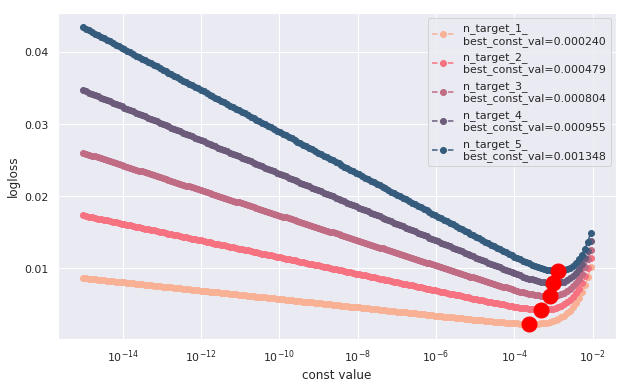 n_target_1_
best_const_val=0.000240
n_target_2_
best_const_val=0.000479
n_target_3_
best_const_val=0.000804
n_target_4_
best_const_val=0.000955
n_target_5_
best_const_val=0.001348
0.04
0.03
0.02
0.01
logloss
10⁻¹⁴ 10⁻¹² 10⁻¹⁰ 10⁻⁸ 10⁻⁶ 10⁻⁴ 10⁻²
const value